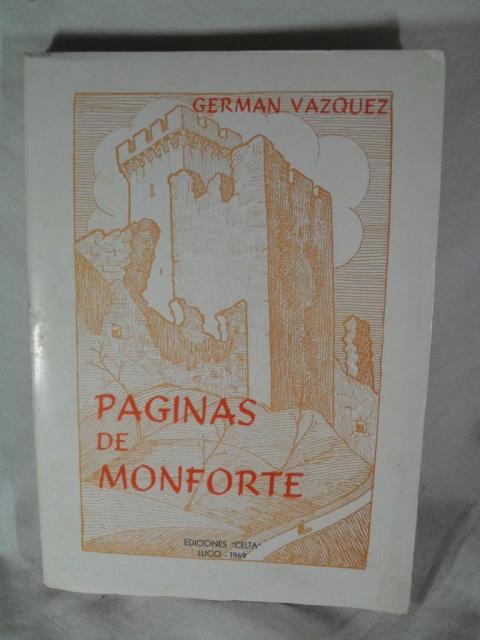 GERMAN VAZQUEZ
PAGINAS
DE
MONFORTE
EDICIONES "CELTA"
LUGO - 1969